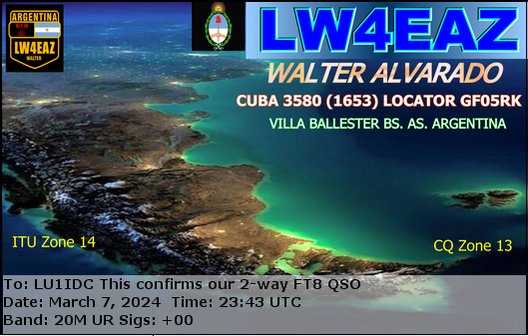 ARGENTINA
LW4EAZ
WALTER
LW4EAZ
WALTER ALVARADO
CUBA 3580 (1653) LOCATOR GF05RK
VILLA BALLESTER BS. AS. ARGENTINA
ITU Zone 14
CQ Zone 13
To: LU1IDC This confirms our 2-way FT8 QSO
Date: March 7, 2024 Time: 23:43 UTC
Band: 20M UR Sigs: +00